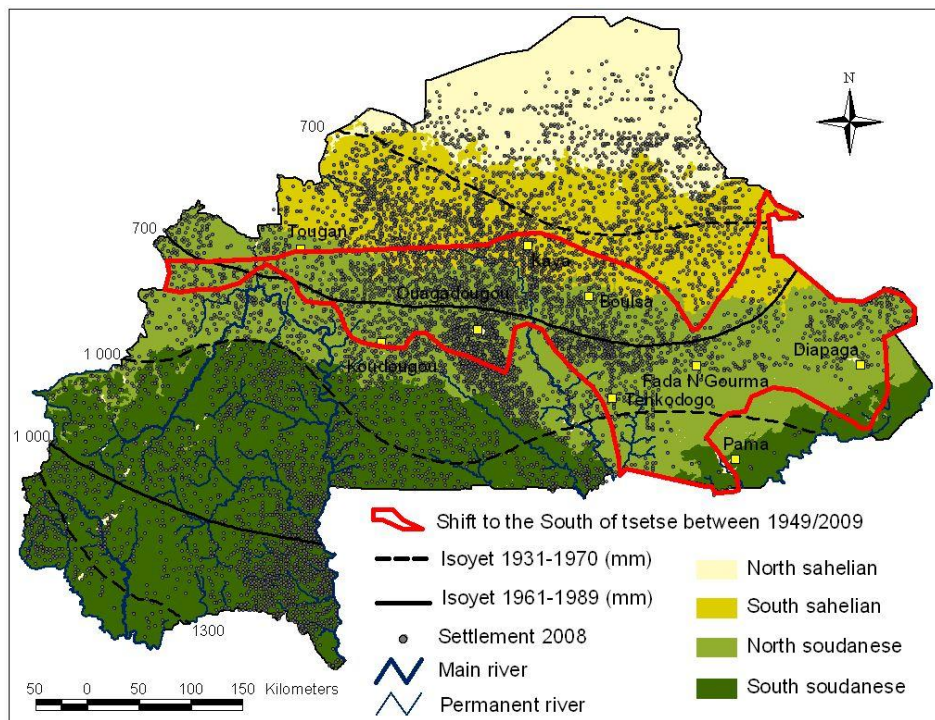 N
700
700
Tougan
Kaya
Ouagadougou
Boulsa
1 000
Koudougou
Diapaga
Fada N'Gourma
Tenkodogo
1 000
Pama
Shift to the South of tsetse between 1949/2009
Isoyet 1931-1970 (mm)
North sahelian
Isoyet 1961-1989 (mm)
South sahelian
1300
Settlement 2008
North soudanese
Main river
South soudanese
50 0 50 100 150 Kilometers
Permanent river